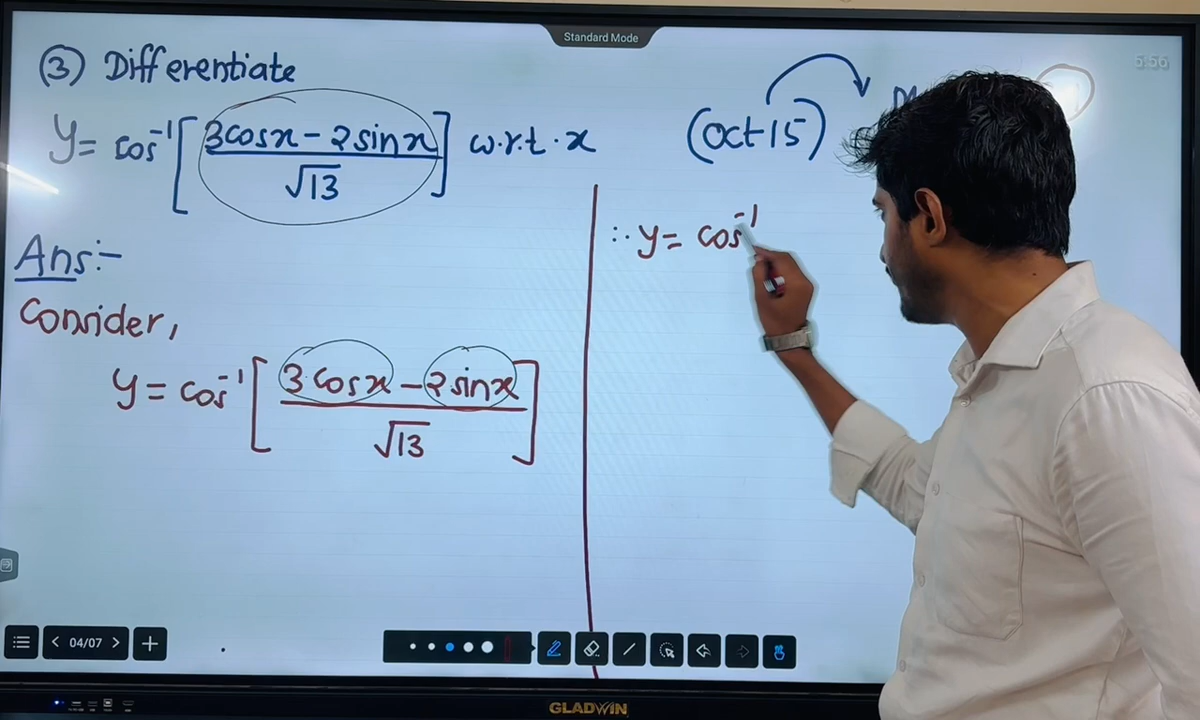 Standard Mode
5:56
(3) Differentiate
y = cos⁻¹[3cosx - 2sinx / √13] w.r.t. x
(Oct 15)
Ans:-
Consider,
y = cos⁻¹[3 cosx - 2 sinx / √13]
∴ y = cos⁻¹
04/07
GLADWIN